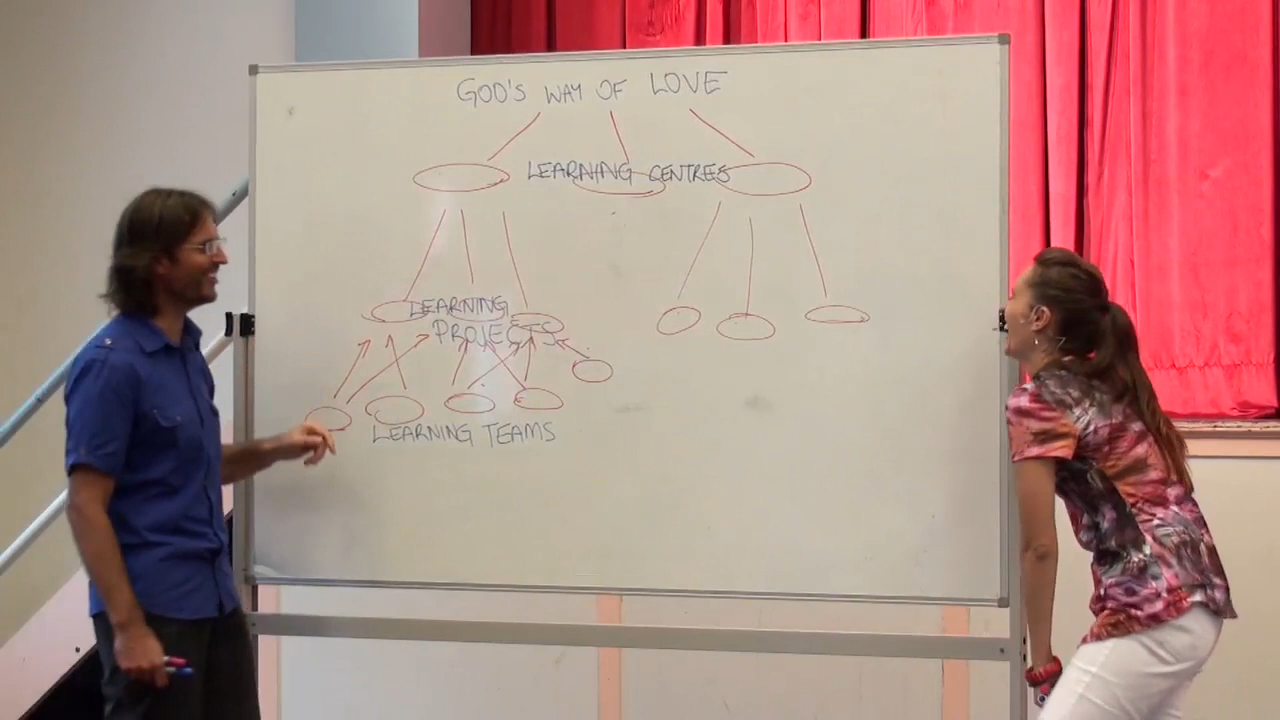 GOD'S WAY OF LOVE
LEARNING CENTRES
LEARNING
PROJECTS
LEARNING TEAMS